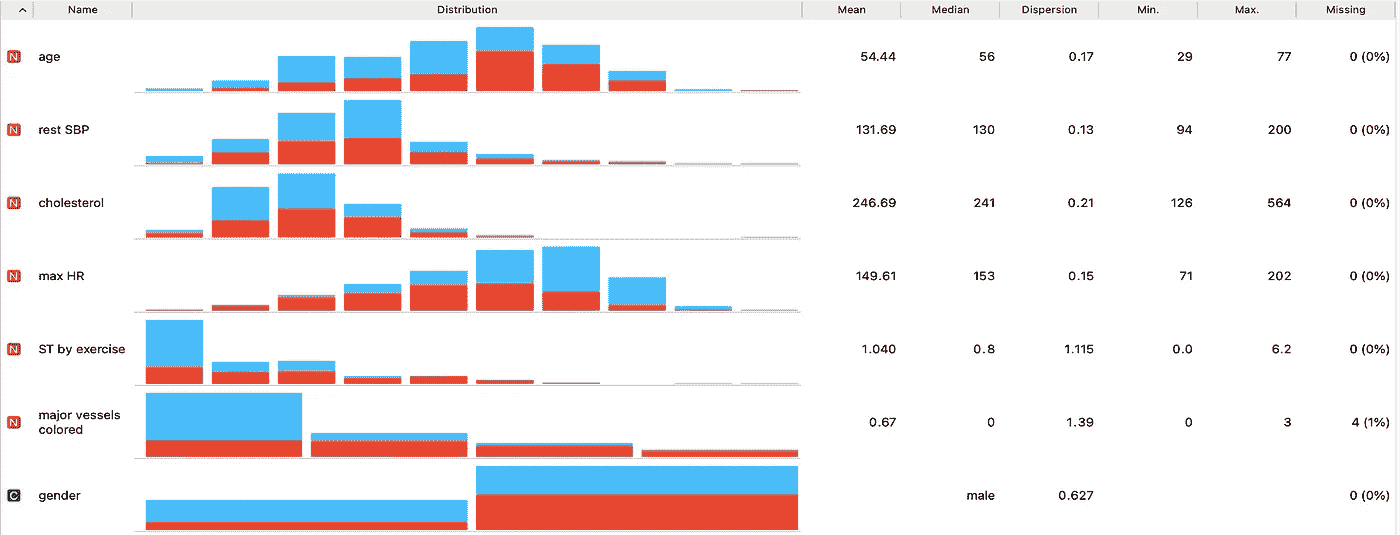 Name Distribution Mean Median Dispersion Min. Max. Missing
N age 54.44 56 0.17 29 77 0 (0%)
N rest SBP 131.69 130 0.13 94 200 0 (0%)
N cholesterol 246.69 241 0.21 126 564 0 (0%)
N max HR 149.61 153 0.15 71 202 0 (0%)
N ST by exercise 1.040 0.8 1.115 0.0 6.2 0 (0%)
N major vessels
colored 0.67 0 1.39 0 3 4 (1%)
C gender male 0.627 0 (0%)